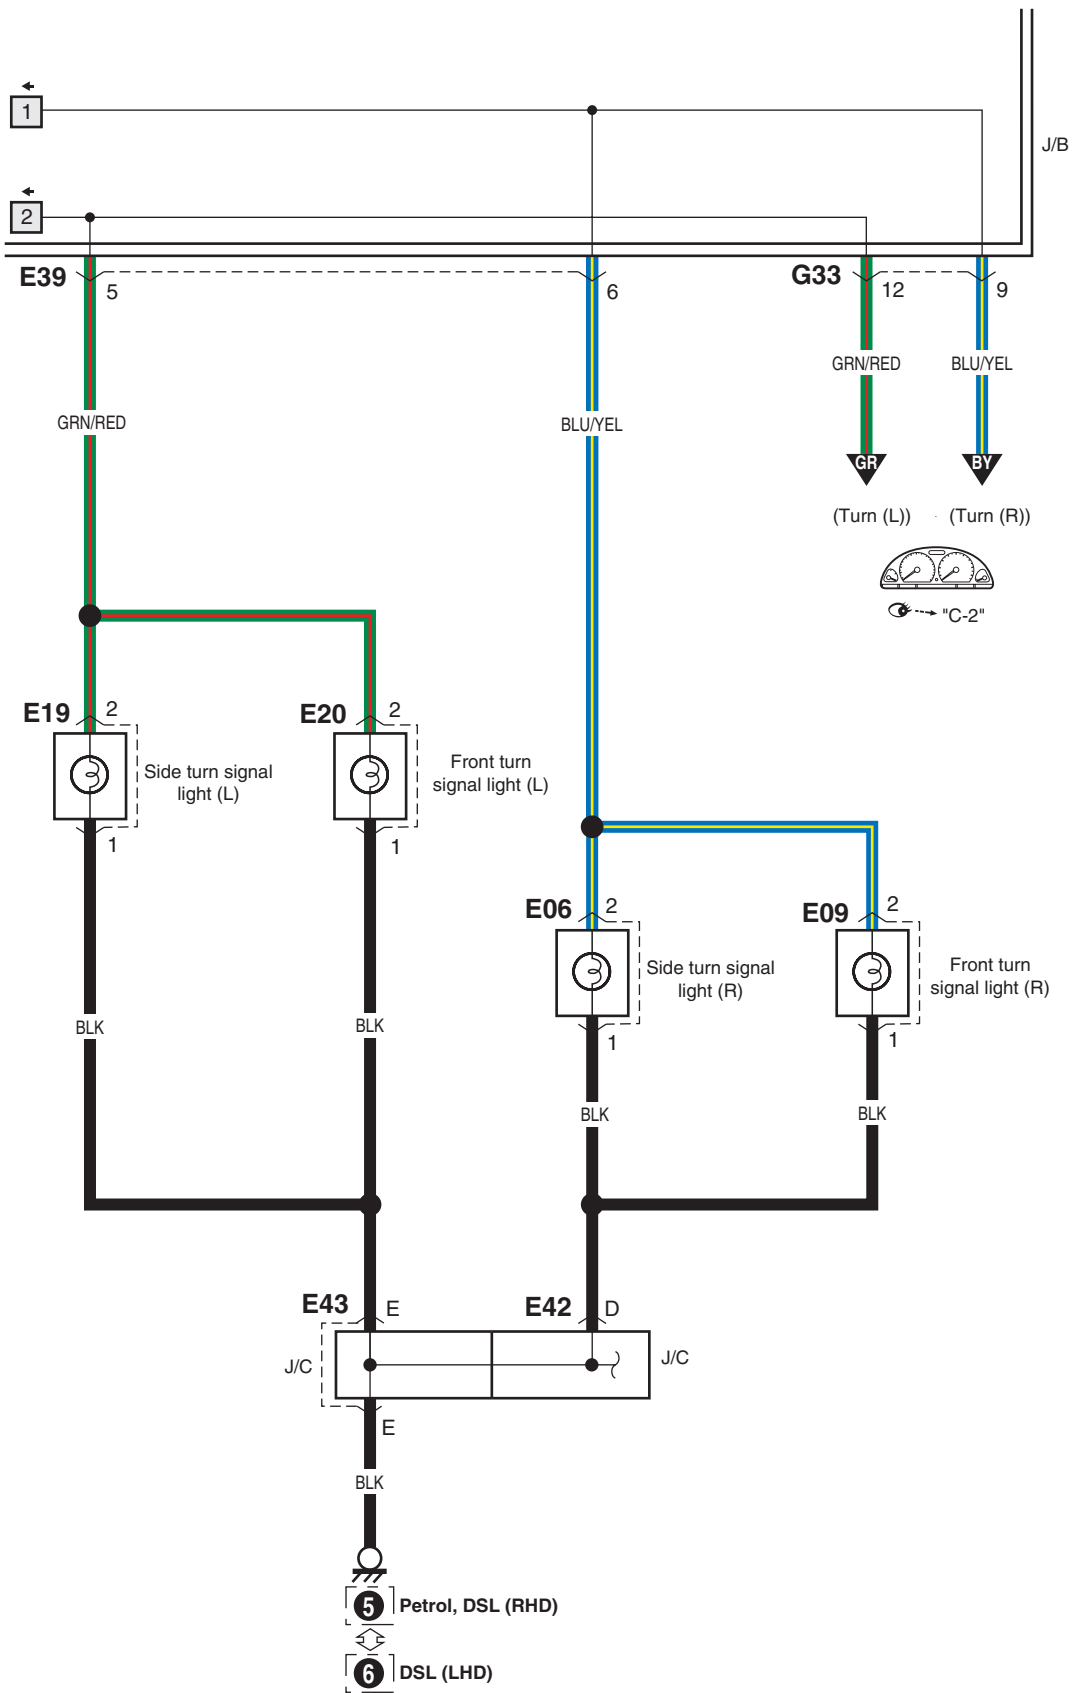 1
J/B
2
E39
5
6
G33
12
9
GRN/RED
BLU/YEL
GRN/RED
BLU/YEL
GR
BY
(Turn (L))
(Turn (R))
"C-2"
E19
2
E20
2
Side turn signal
light (L)
Front turn
signal light (L)
1
1
E06
2
E09
2
Side turn signal
light (R)
Front turn
signal light (R)
1
1
BLK
BLK
BLK
BLK
E43
E
E42
D
J/C
J/C
E
BLK
5 Petrol, DSL (RHD)
6 DSL (LHD)